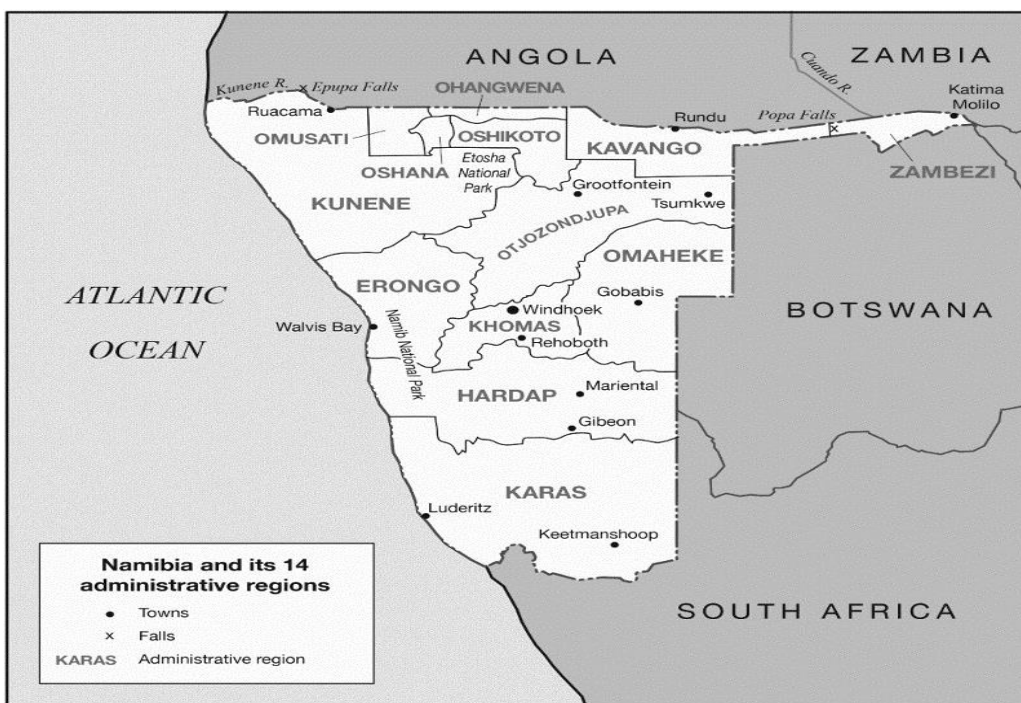 ANGOLA
ZAMBIA
Kunene R.
Epupa Falls
OHANGWENA
Cuando R.
Katima
Molilo
Ruacama
Rundu
Popa Falls
OMUSATI
OSHIKOTO
KAVANGO
OSHANA
Etosha
National
Park
ZAMBEZI
Grootfontein
Tsumkwe
KUNENE
OTJOZONDJUPA
OMAHEKE
ERONGO
Gobabis
ATLANTIC
OCEAN
Windhoek
BOTSWANA
Walvis Bay
KHOMAS
Rehoboth
Namib National Park
HARDAP
Mariental
Gibeon
KARAS
Luderitz
Keetmanshoop
SOUTH AFRICA
Namibia and its 14
administrative regions
Towns
Falls
KARAS Administrative region